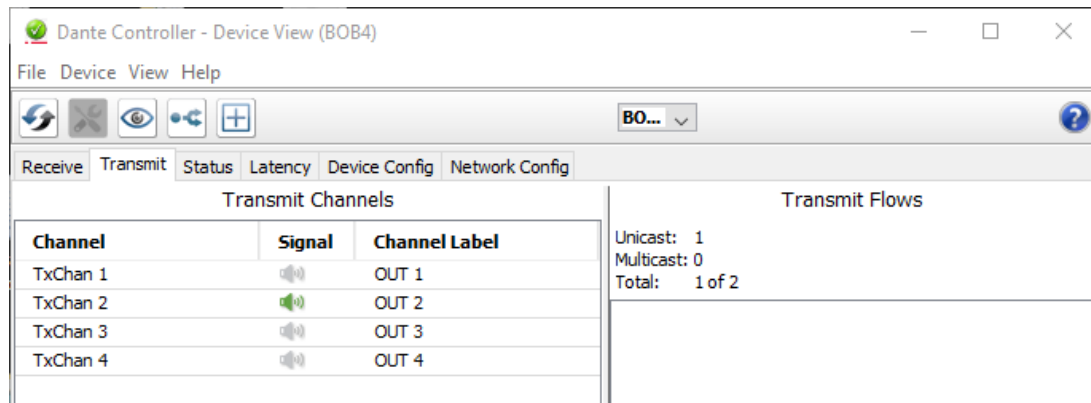 Dante Controller - Device View (BOB4)
File Device View Help
BO...
Receive Transmit Status Latency Device Config Network Config
Transmit Channels
Channel Signal Channel Label
TxChan 1 OUT 1
TxChan 2 OUT 2
TxChan 3 OUT 3
TxChan 4 OUT 4
Transmit Flows
Unicast: 1
Multicast: 0
Total: 1 of 2